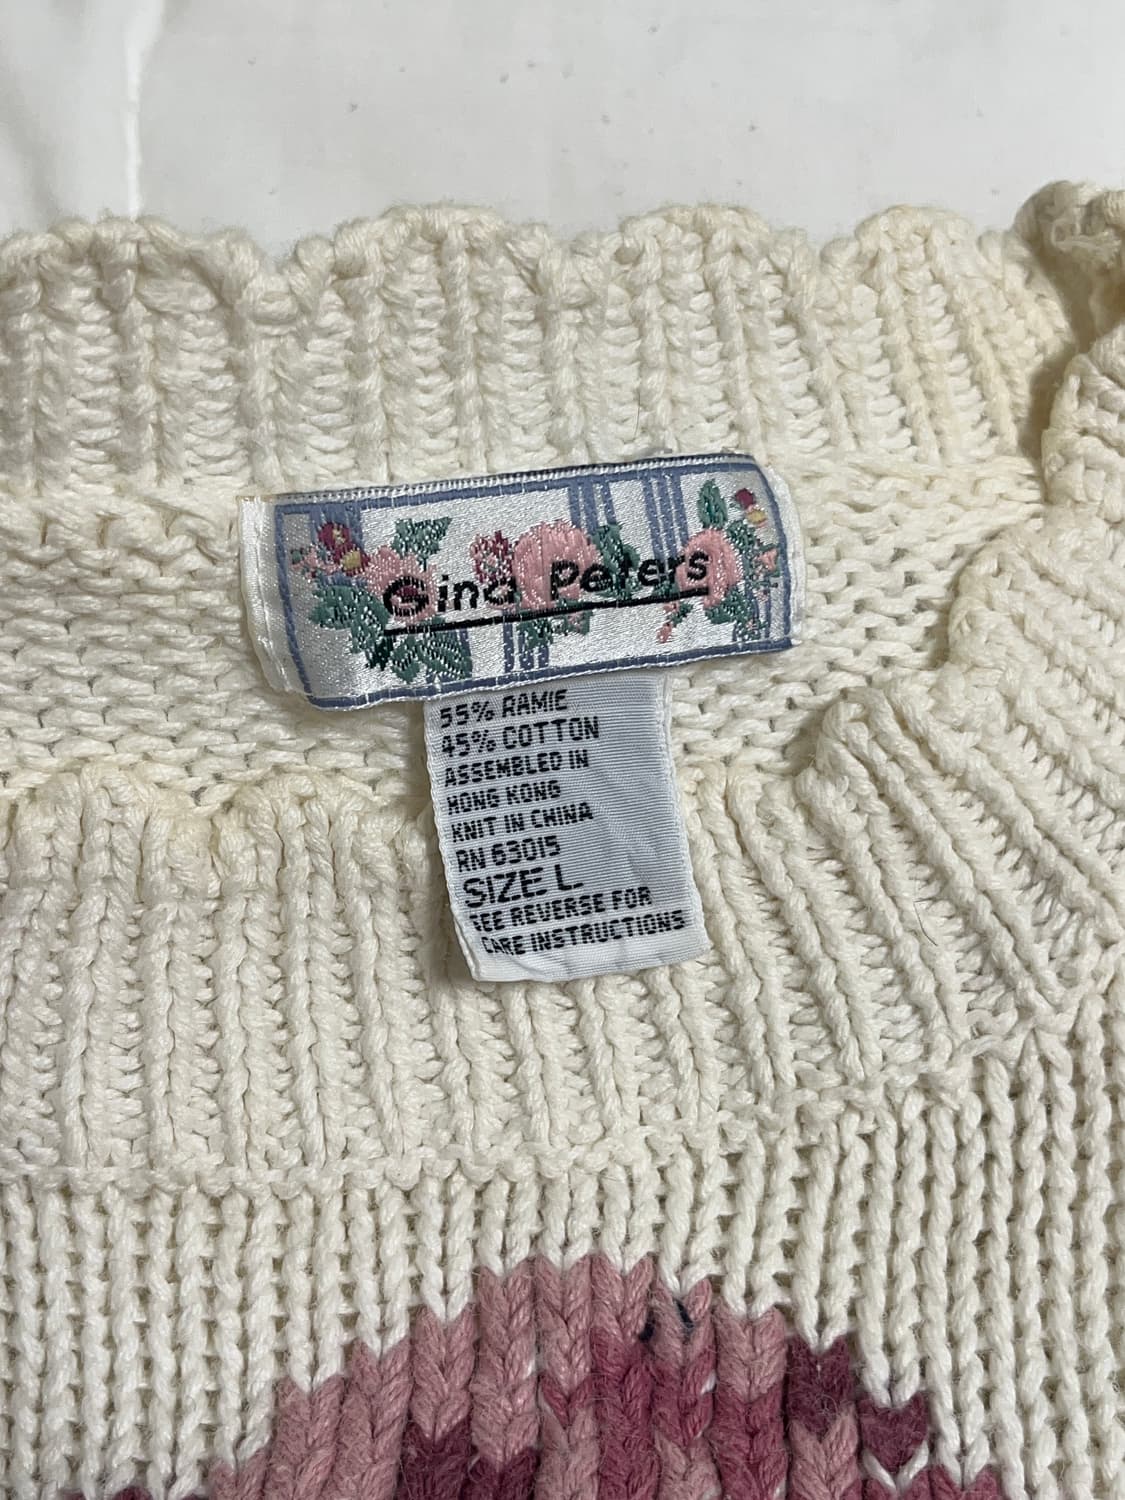 Gina Peters
55% RAMIE
45% COTTON
ASSEMBLED IN
HONG KONG
KNIT IN CHINA
RN 63015
SIZE L
SEE REVERSE FOR
CARE INSTRUCTIONS